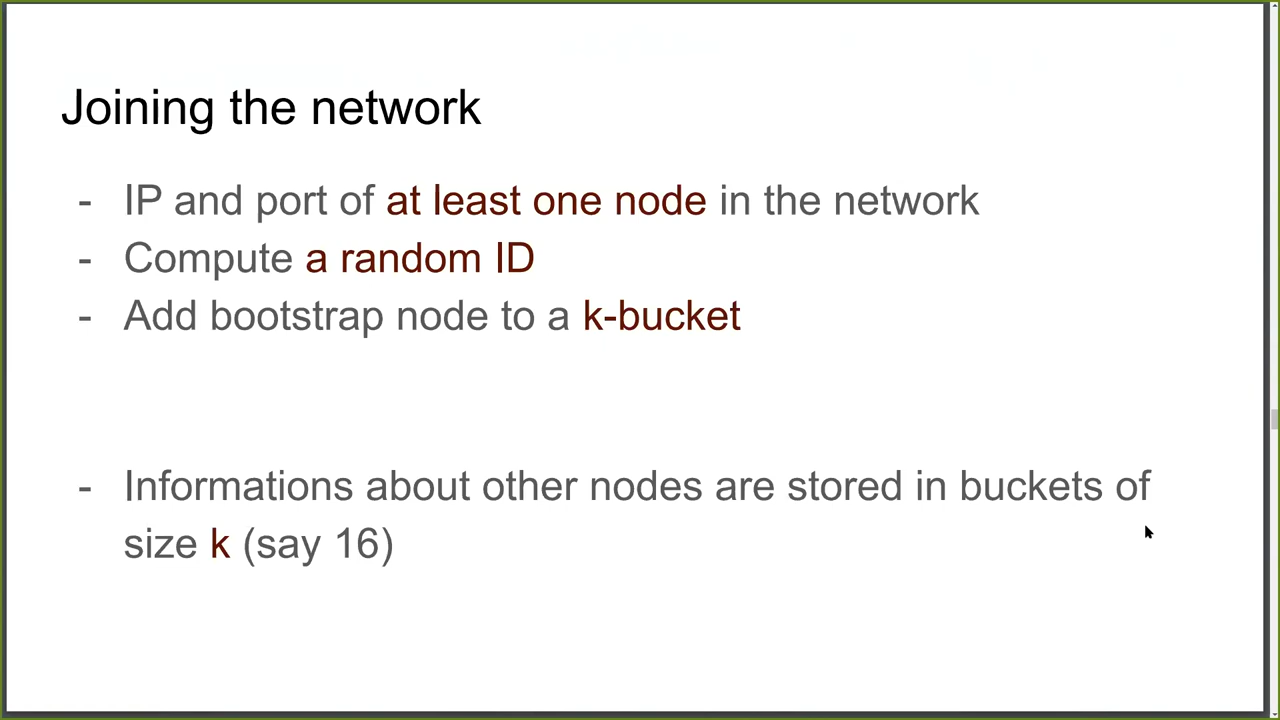 Joining the network
- IP and port of at least one node in the network
- Compute a random ID
- Add bootstrap node to a k-bucket
- Informations about other nodes are stored in buckets of
size k (say 16)